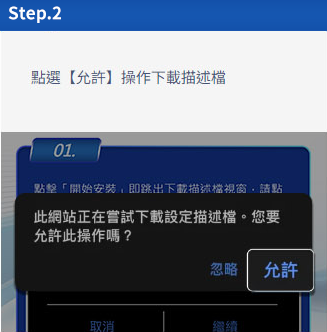 Step.2
點選【允許】操作下載描述檔
01.
點擊「開始安裝」即跳出下載描述檔視窗，請點
此網站正在嘗試下載設定描述檔。您要
允許此操作嗎？
忽略
允許
取消
繼續